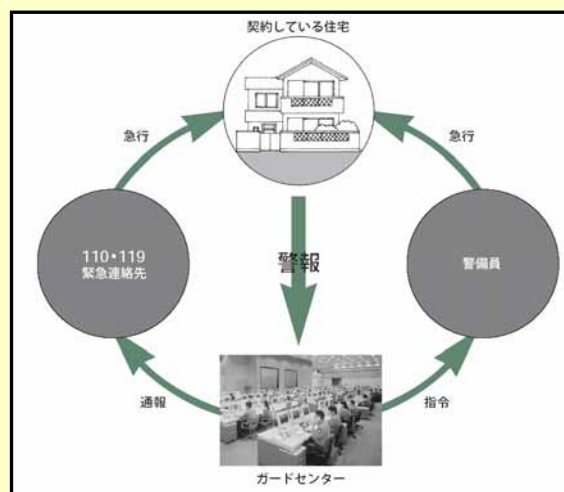 契約している住宅
急行
急行
110・119
緊急連絡先
警報
警備員
通報
指令
ガードセンター